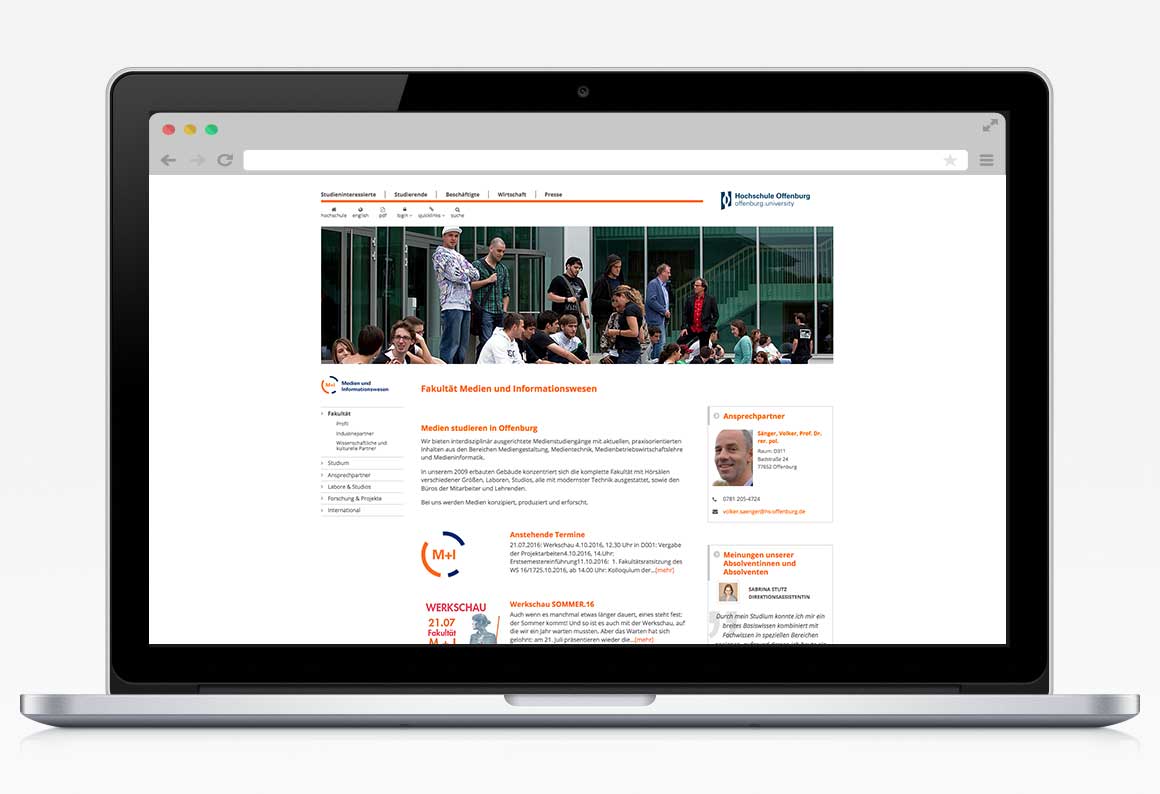 Studieninteressierte | Studierende | Beschäftigte | Wirtschaft | Presse
hochschule english pdf login quicklinks suche
Hochschule Offenburg
offenburg.university
M+I
Medien und
Informationswesen
Fakultät
Profil
Industriepartner
Wissenschaftliche und
kulturelle Partner
Studium
Ansprechpartner
Labore & Studios
Forschung & Projekte
International
Fakultät Medien und Informationswesen
Medien studieren in Offenburg
Wir bieten interdisziplinär ausgerichtete Medienstudiengänge mit aktuellen, praxisorientierten
Inhalten aus den Bereichen Mediengestaltung, Medientechnik, Medienbetriebswirtschaftslehre
und Medieninformatik.
In unserem 2009 erbauten Gebäude konzentriert sich die komplette Fakultät mit Hörsälen
verschiedener Größen, Laboren, Studios, alle mit modernster Technik ausgestattet, sowie den
Büros der Mitarbeiter und Lehrenden.
Bei uns werden Medien konzipiert, produziert und erforscht.
M+I
Anstehende Termine
21.07.2016: Werkschau 4.10.2016, 12.30 Uhr in D001: Vergabe
der Projektarbeiten4.10.2016, 14.Uhr:
Erstsemestereinführung11.10.2016: 1. Fakultätsratsitzung des
WS 16/1725.10.2016, ab 14.00 Uhr: Kolloquium der...[mehr]
WERKSCHAU
21.07
Fakultät
M+I
Werkschau SOMMER.16
Auch wenn es manchmal etwas länger dauert, eines steht fest:
der Sommer kommt! Und so ist es auch mit der Werkschau, auf
die wir ein Jahr warten mussten. Aber das Warten hat sich
gelohnt: am 21. Juli präsentieren wieder die...[mehr]
Ansprechpartner
Sänger, Volker, Prof. Dr.
rer. pol.
Raum: D311
Badstraße 24
77652 Offenburg
0781 205-4724
volker.saenger@hs-offenburg.de
Meinungen unserer
Absolventinnen und
Absolventen
SABRINA STUTZ
DIREKTIONSASSISTENTIN
Durch mein Studium konnte ich mir ein
breites Basiswissen kombiniert mit
Fachwissen in speziellen Bereichen